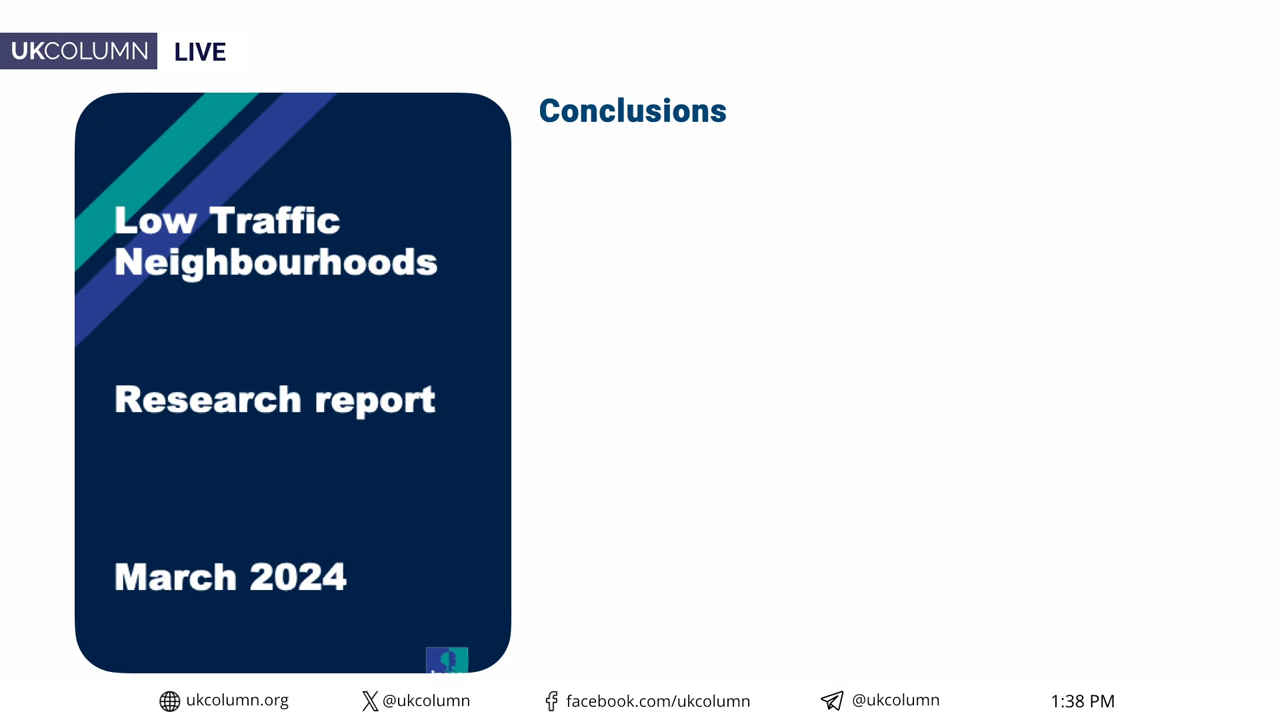 UKCOLUMN LIVE
Conclusions
Low Traffic
Neighbourhoods
Research report
March 2024
ukcolumn.org @ukcolumn facebook.com/ukcolumn @ukcolumn 1:38 PM